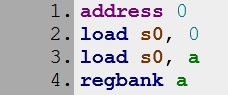 1. address 0
2. load s0, 0
3. load s0, a
4. regbank a